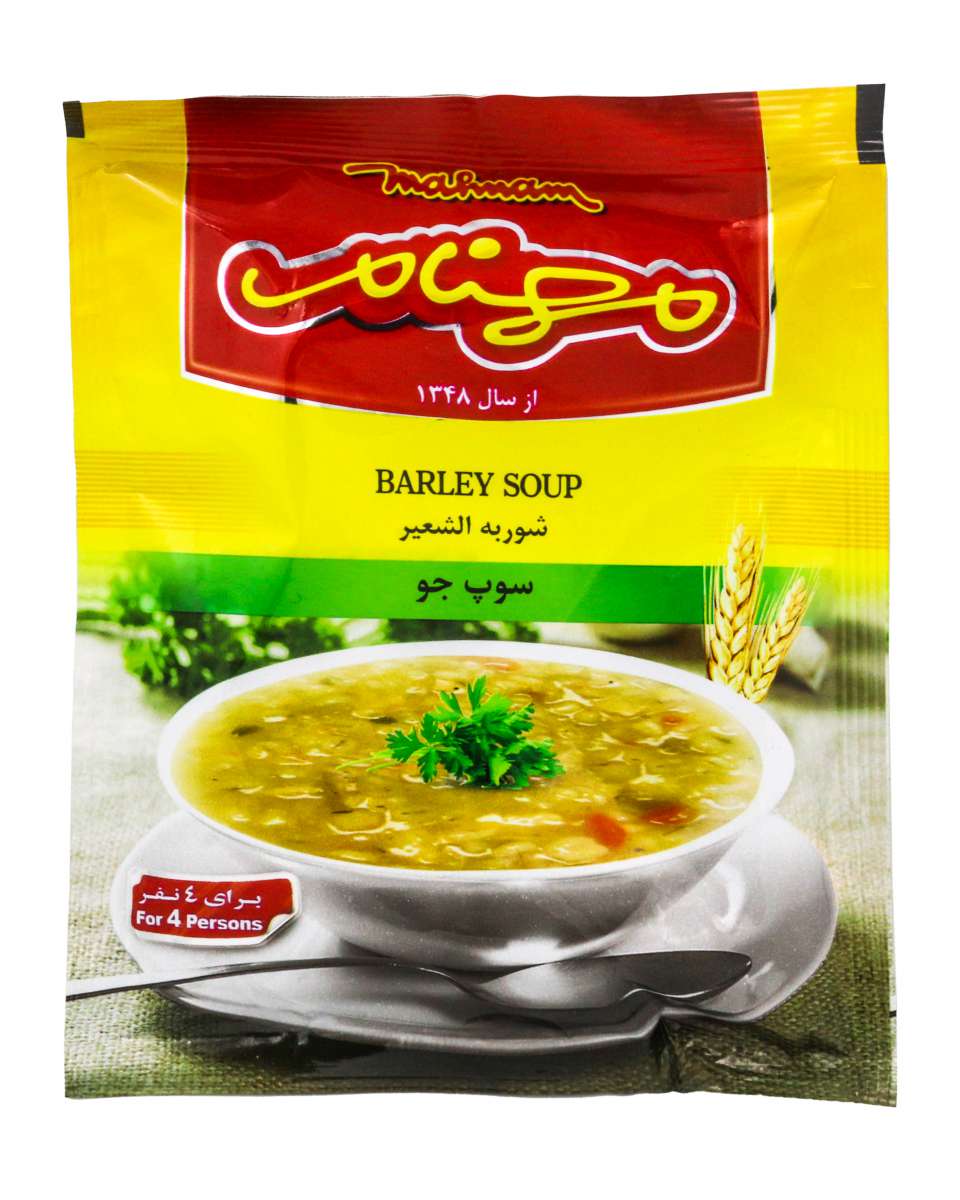 mahnam
مهنام
از سال ۱۳۴۸
BARLEY SOUP
شوربه الشعير
سوپ جو
برای ٤ نفر
For 4 Persons